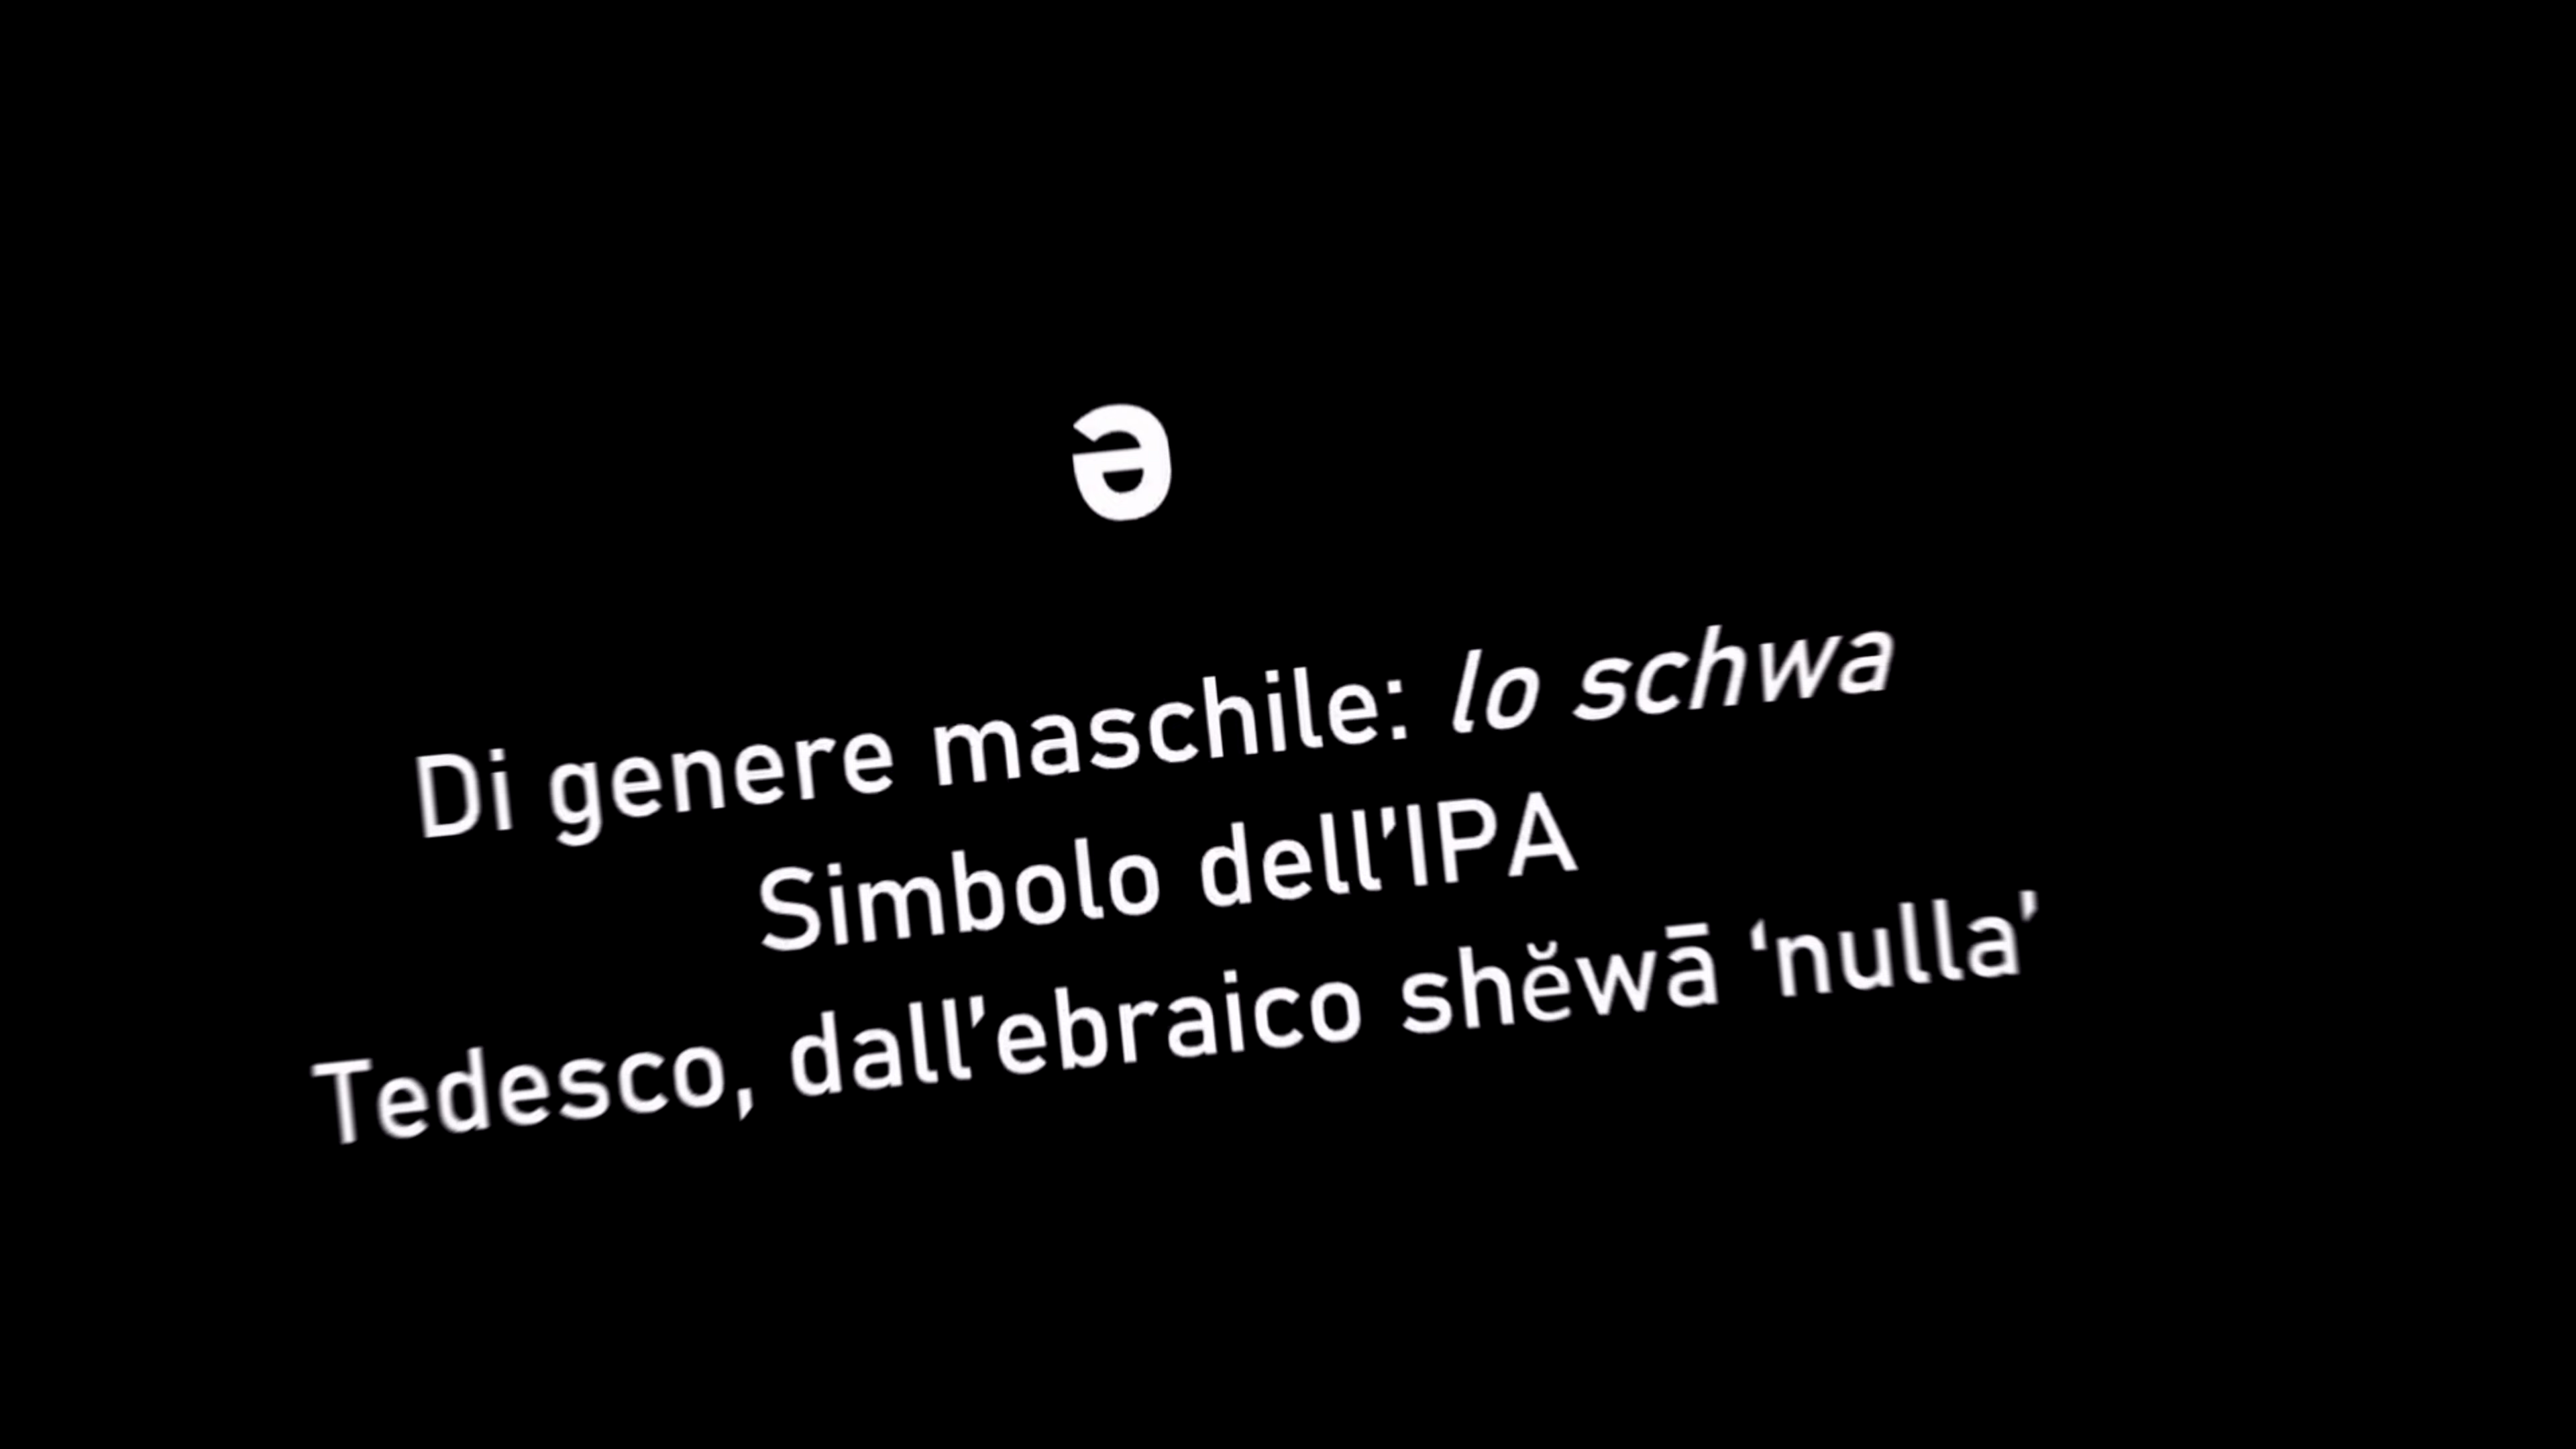 ə
Di genere maschile: lo schwa
Simbolo dell’IPA
Tedesco, dall’ebraico shĕwā ‘nulla’